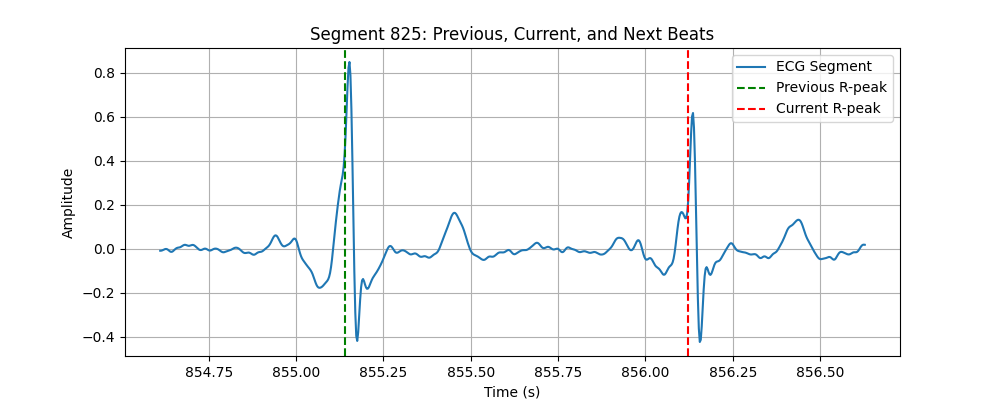 Segment 825: Previous, Current, and Next Beats
ECG Segment
Previous R-peak
Current R-peak
Amplitude
0.8
0.6
0.4
0.2
0.0
−0.2
−0.4
854.75 855.00 855.25 855.50 855.75 856.00 856.25 856.50
Time (s)